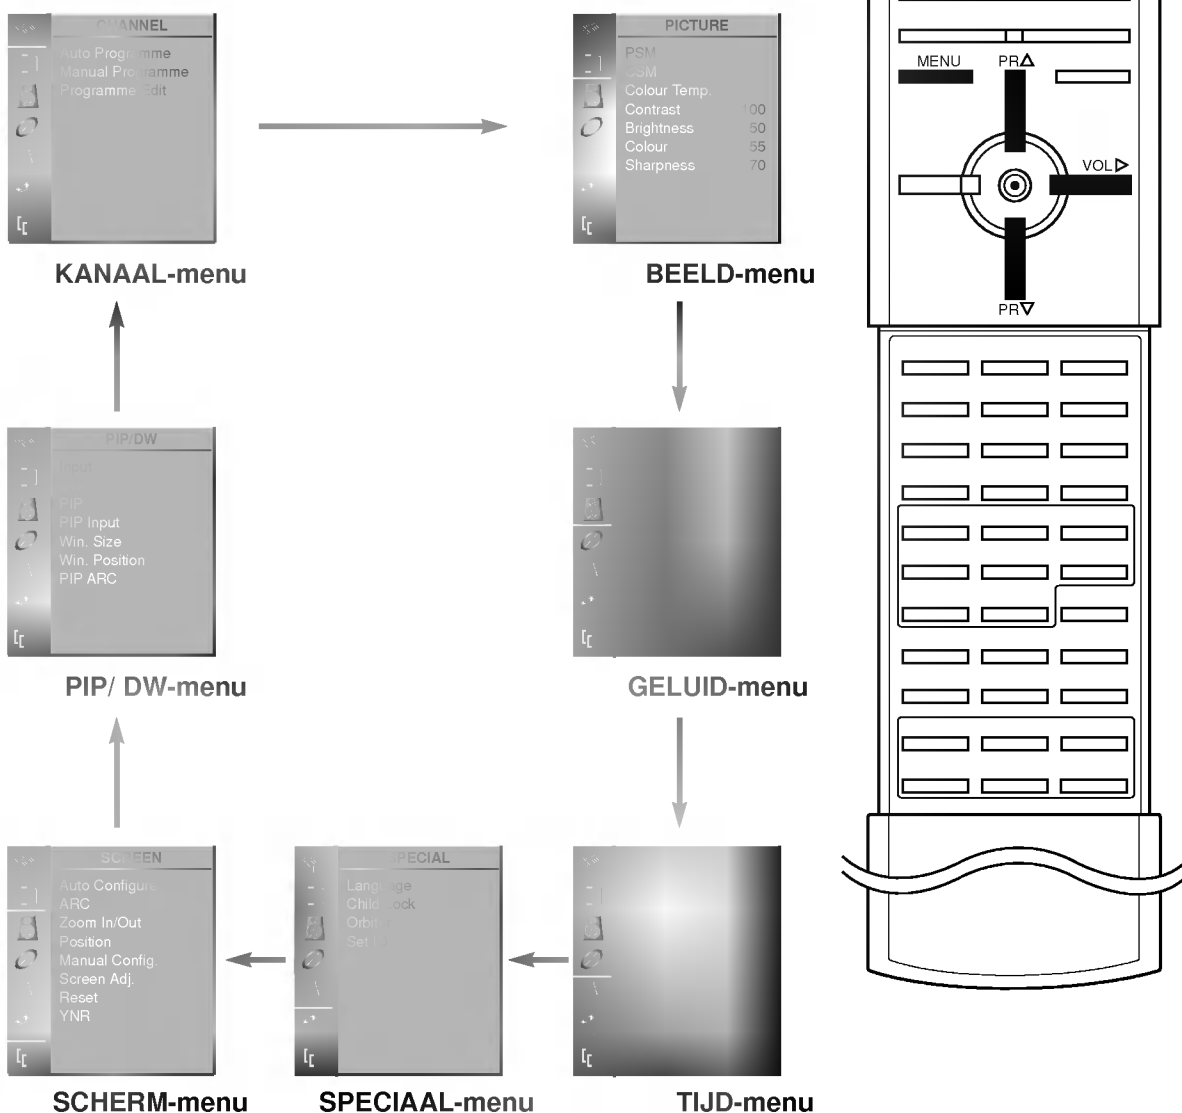 CHANNEL
Auto Programme
Manual Programme
Programme Edit
KANAAL-menu
PICTURE
PSM
CSM
Colour Temp.
Contrast 100
Brightness 50
Colour 55
Sharpness 70
BEELD-menu
MENU
PR△
VOL▷
PR▽
PIP/DW
Input
PIP
PIP Input
Win. Size
Win. Position
PIP ARC
PIP/ DW-menu
GELUID-menu
SCREEN
Auto Configure
ARC
Zoom In/Out
Position
Manual Config.
Screen Adj.
Reset
YNR
SCHERM-menu
SPECIAL
Language
Child Lock
Orbiter
Set
SPECIAAL-menu
TIJD-menu